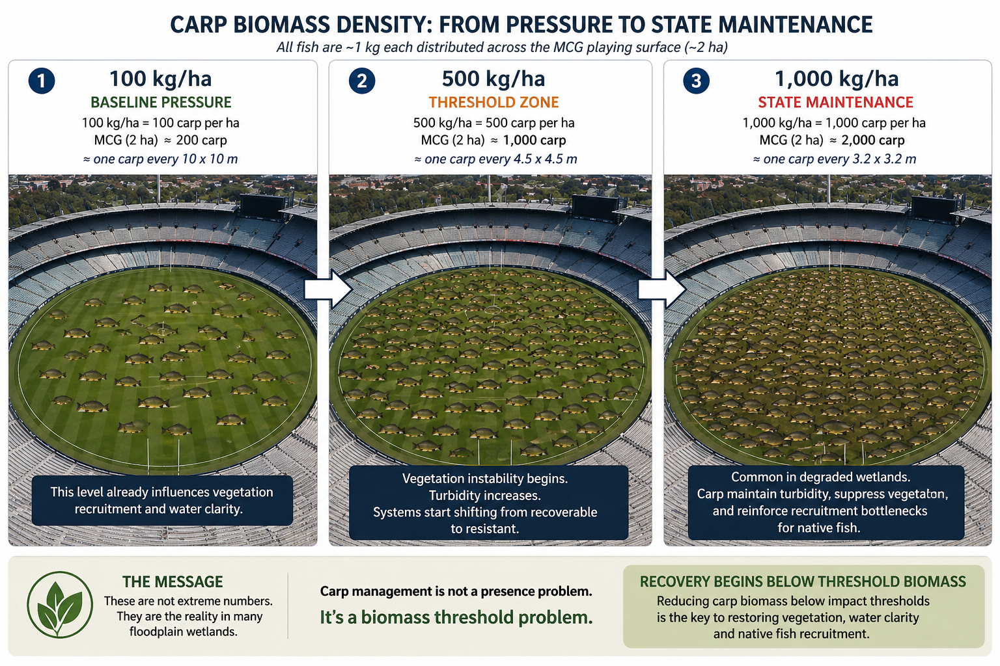 CARP BIOMASS DENSITY: FROM PRESSURE TO STATE MAINTENANCE
All fish are ~1 kg each distributed across the MCG playing surface (~2 ha)
1
100 kg/ha
BASELINE PRESSURE
100 kg/ha = 100 carp per ha
MCG (2 ha) ≈ 200 carp
≈ one carp every 10 x 10 m
This level already influences vegetation
recruitment and water clarity.
2
500 kg/ha
THRESHOLD ZONE
500 kg/ha = 500 carp per ha
MCG (2 ha) ≈ 1,000 carp
≈ one carp every 4.5 x 4.5 m
Vegetation instability begins.
Turbidity increases.
Systems start shifting from recoverable
to resistant.
3
1,000 kg/ha
STATE MAINTENANCE
1,000 kg/ha = 1,000 carp per ha
MCG (2 ha) ≈ 2,000 carp
≈ one carp every 3.2 x 3.2 m
Common in degraded wetlands.
Carp maintain turbidity, suppress vegetaton,
and reinforce recruitment bottlenecks
for native fish.
THE MESSAGE
These are not extreme numbers.
They are the reality in many
floodplain wetlands.
Carp management is not a presence problem.
It's a biomass threshold problem.
RECOVERY BEGINS BELOW THRESHOLD BIOMASS
Reducing carp biomass below impact thresholds
is the key to restoring vegetation, water clarity
and native fish recruitment.